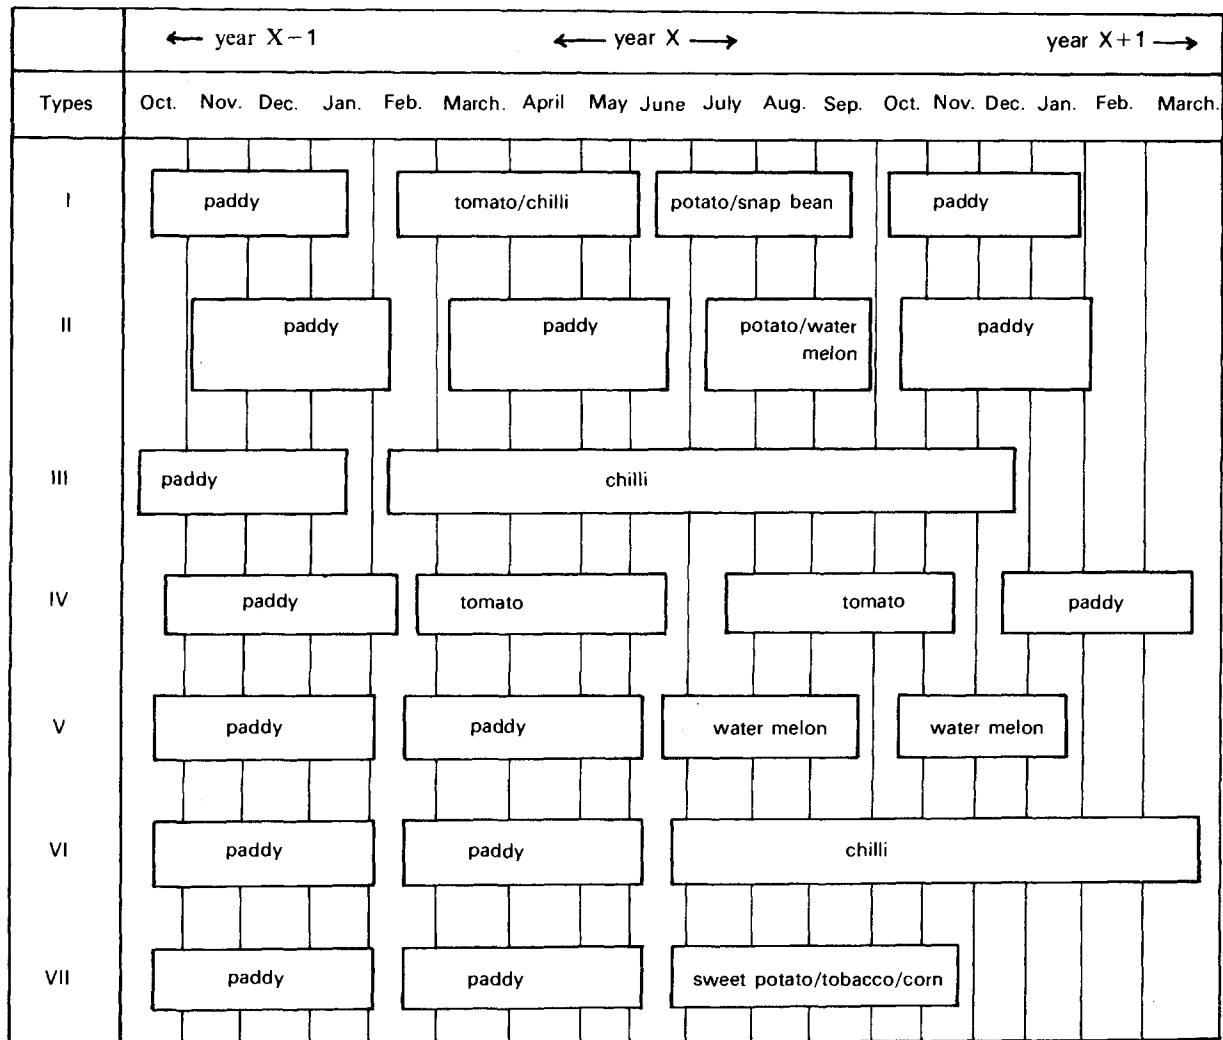 ← year X−1 ← year X → year X+1 →
Types Oct. Nov. Dec. Jan. Feb. March. April May June July Aug. Sep. Oct. Nov. Dec. Jan. Feb. March.
I paddy tomato/chilli potato/snap bean paddy
II paddy paddy potato/water paddy
melon
III paddy chilli
IV paddy tomato tomato paddy
V paddy paddy water melon water melon
VI paddy paddy chilli
VII paddy paddy sweet potato/tobacco/corn